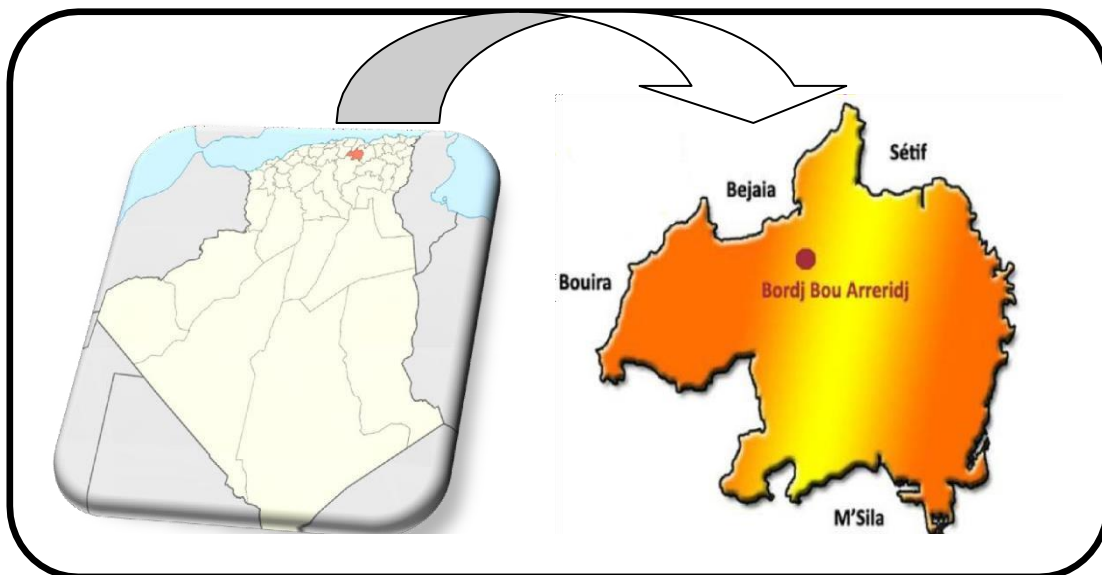 Sétif
Bejaia
Bouira
Bordj Bou Arreridj
M'Sila